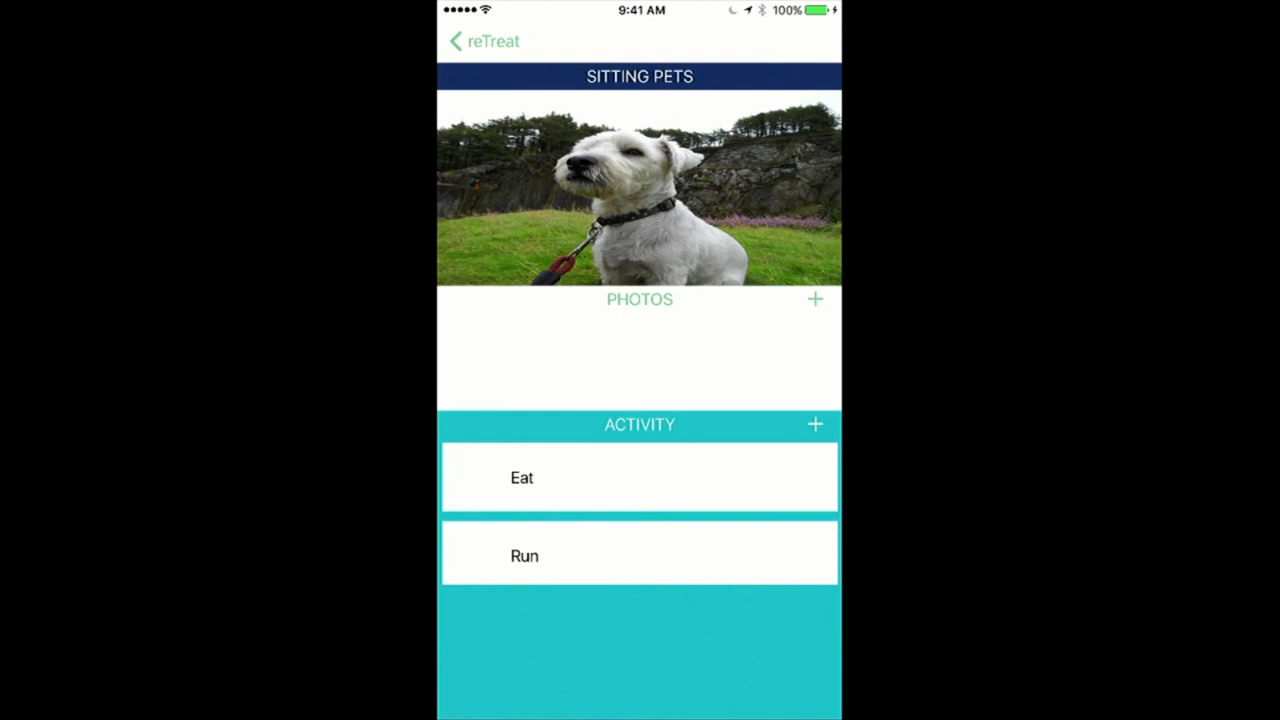 9:41 AM
100%
reTreat
SITTING PETS
PHOTOS
+
ACTIVITY
+
Eat
Run